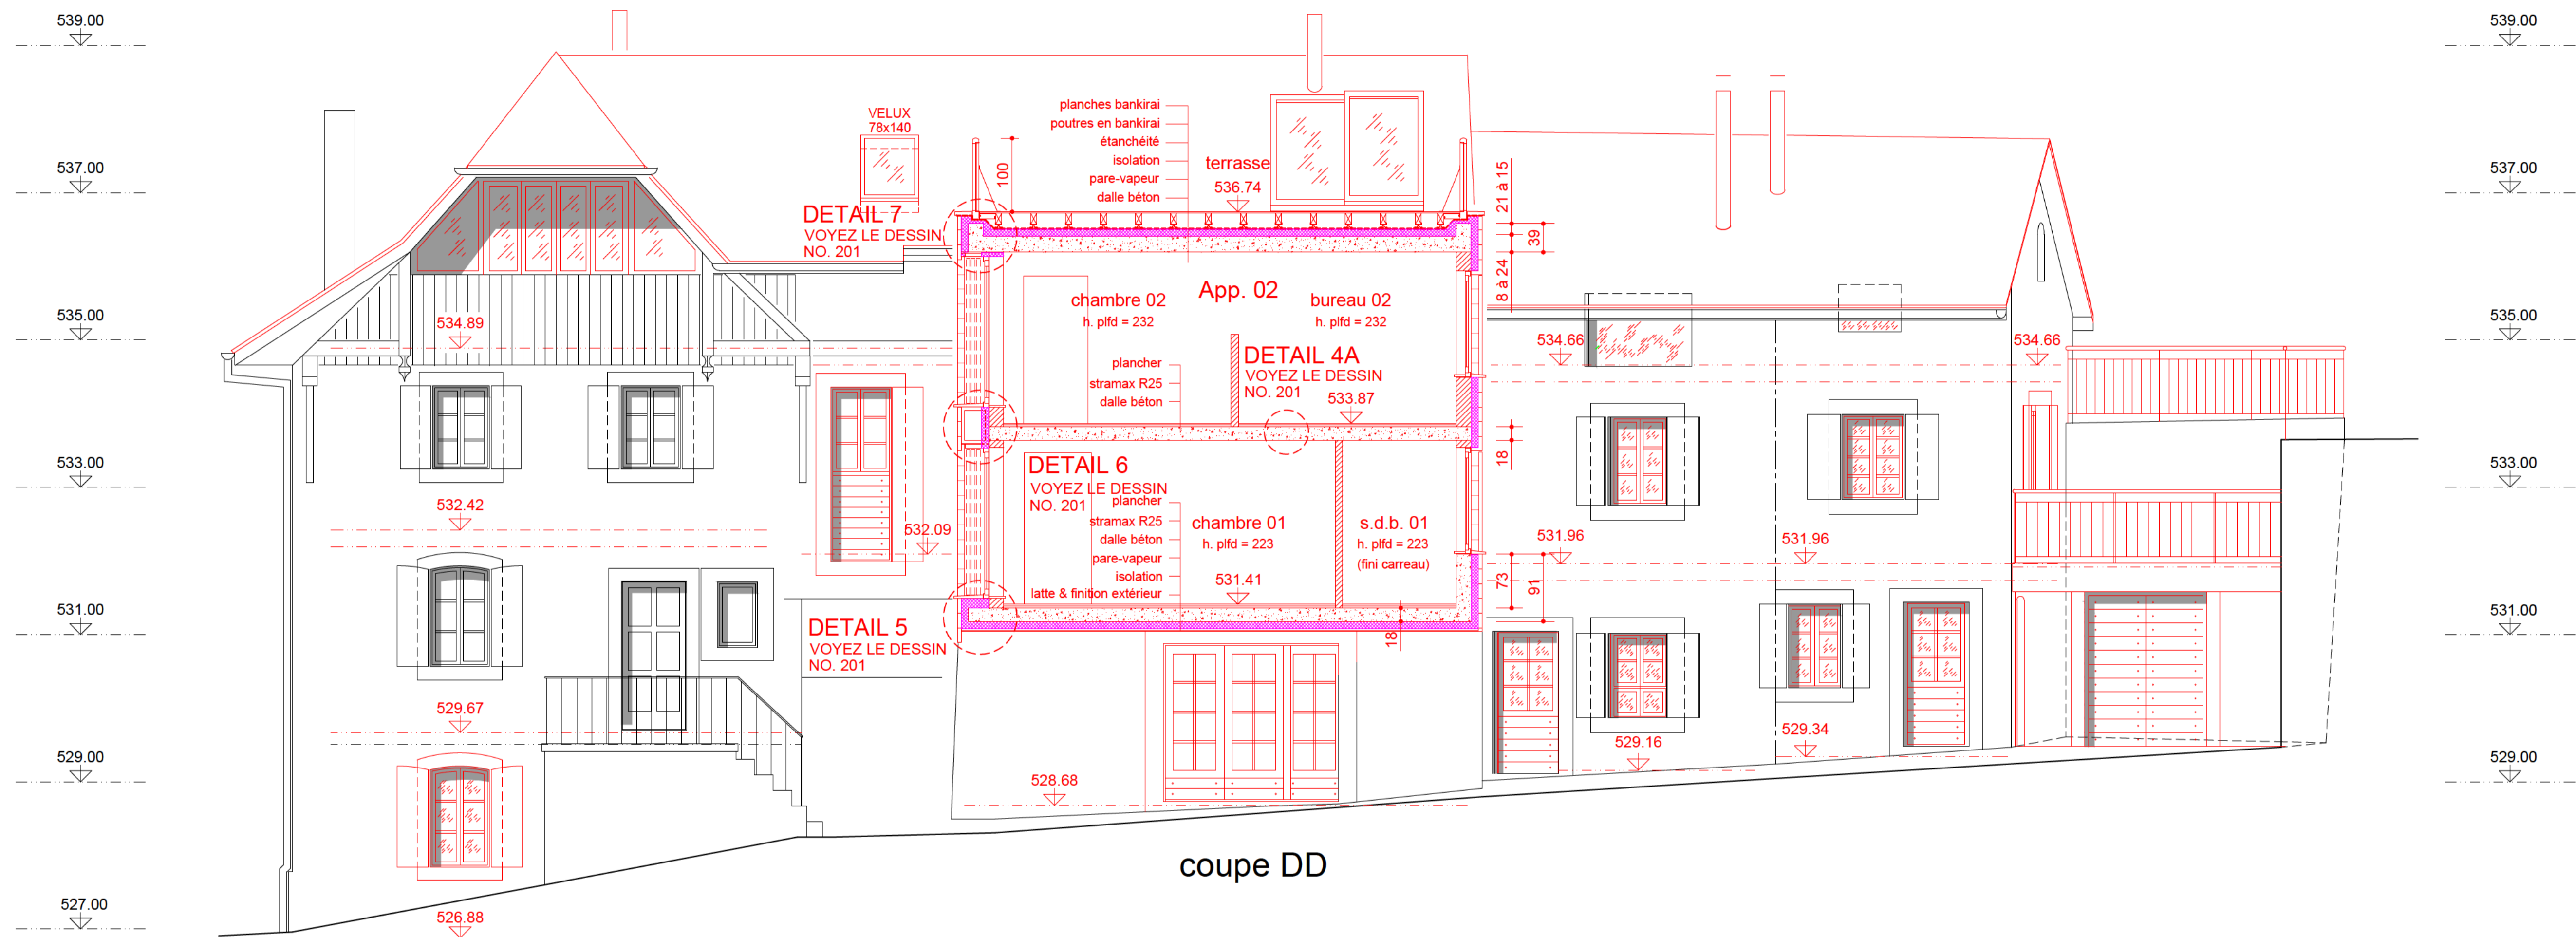 539.00
539.00
VELUX
78x140
planches bankirai
poutres en bankirai
étanchéité
isolation
pare-vapeur
dalle béton
terrasse
536.74
100
21 à 15
537.00
537.00
DETAIL 7
VOYEZ LE DESSIN
NO. 201
39
8 à 24
App. 02
chambre 02
h. plfd = 232
bureau 02
h. plfd = 232
535.00
535.00
534.89
534.66
534.66
plancher
stramax R25
dalle béton
DETAIL 4A
VOYEZ LE DESSIN
NO. 201
533.87
18
533.00
533.00
DETAIL 6
VOYEZ LE DESSIN
NO. 201
plancher
stramax R25
dalle béton
pare-vapeur
isolation
latte & finition extérieur
chambre 01
h. plfd = 223
531.41
s.d.b. 01
h. plfd = 223
(fini carreau)
532.42
532.09
531.96
531.96
73
91
18
531.00
531.00
DETAIL 5
VOYEZ LE DESSIN
NO. 201
529.67
529.16
529.34
529.00
529.00
528.68
coupe DD
527.00
526.88